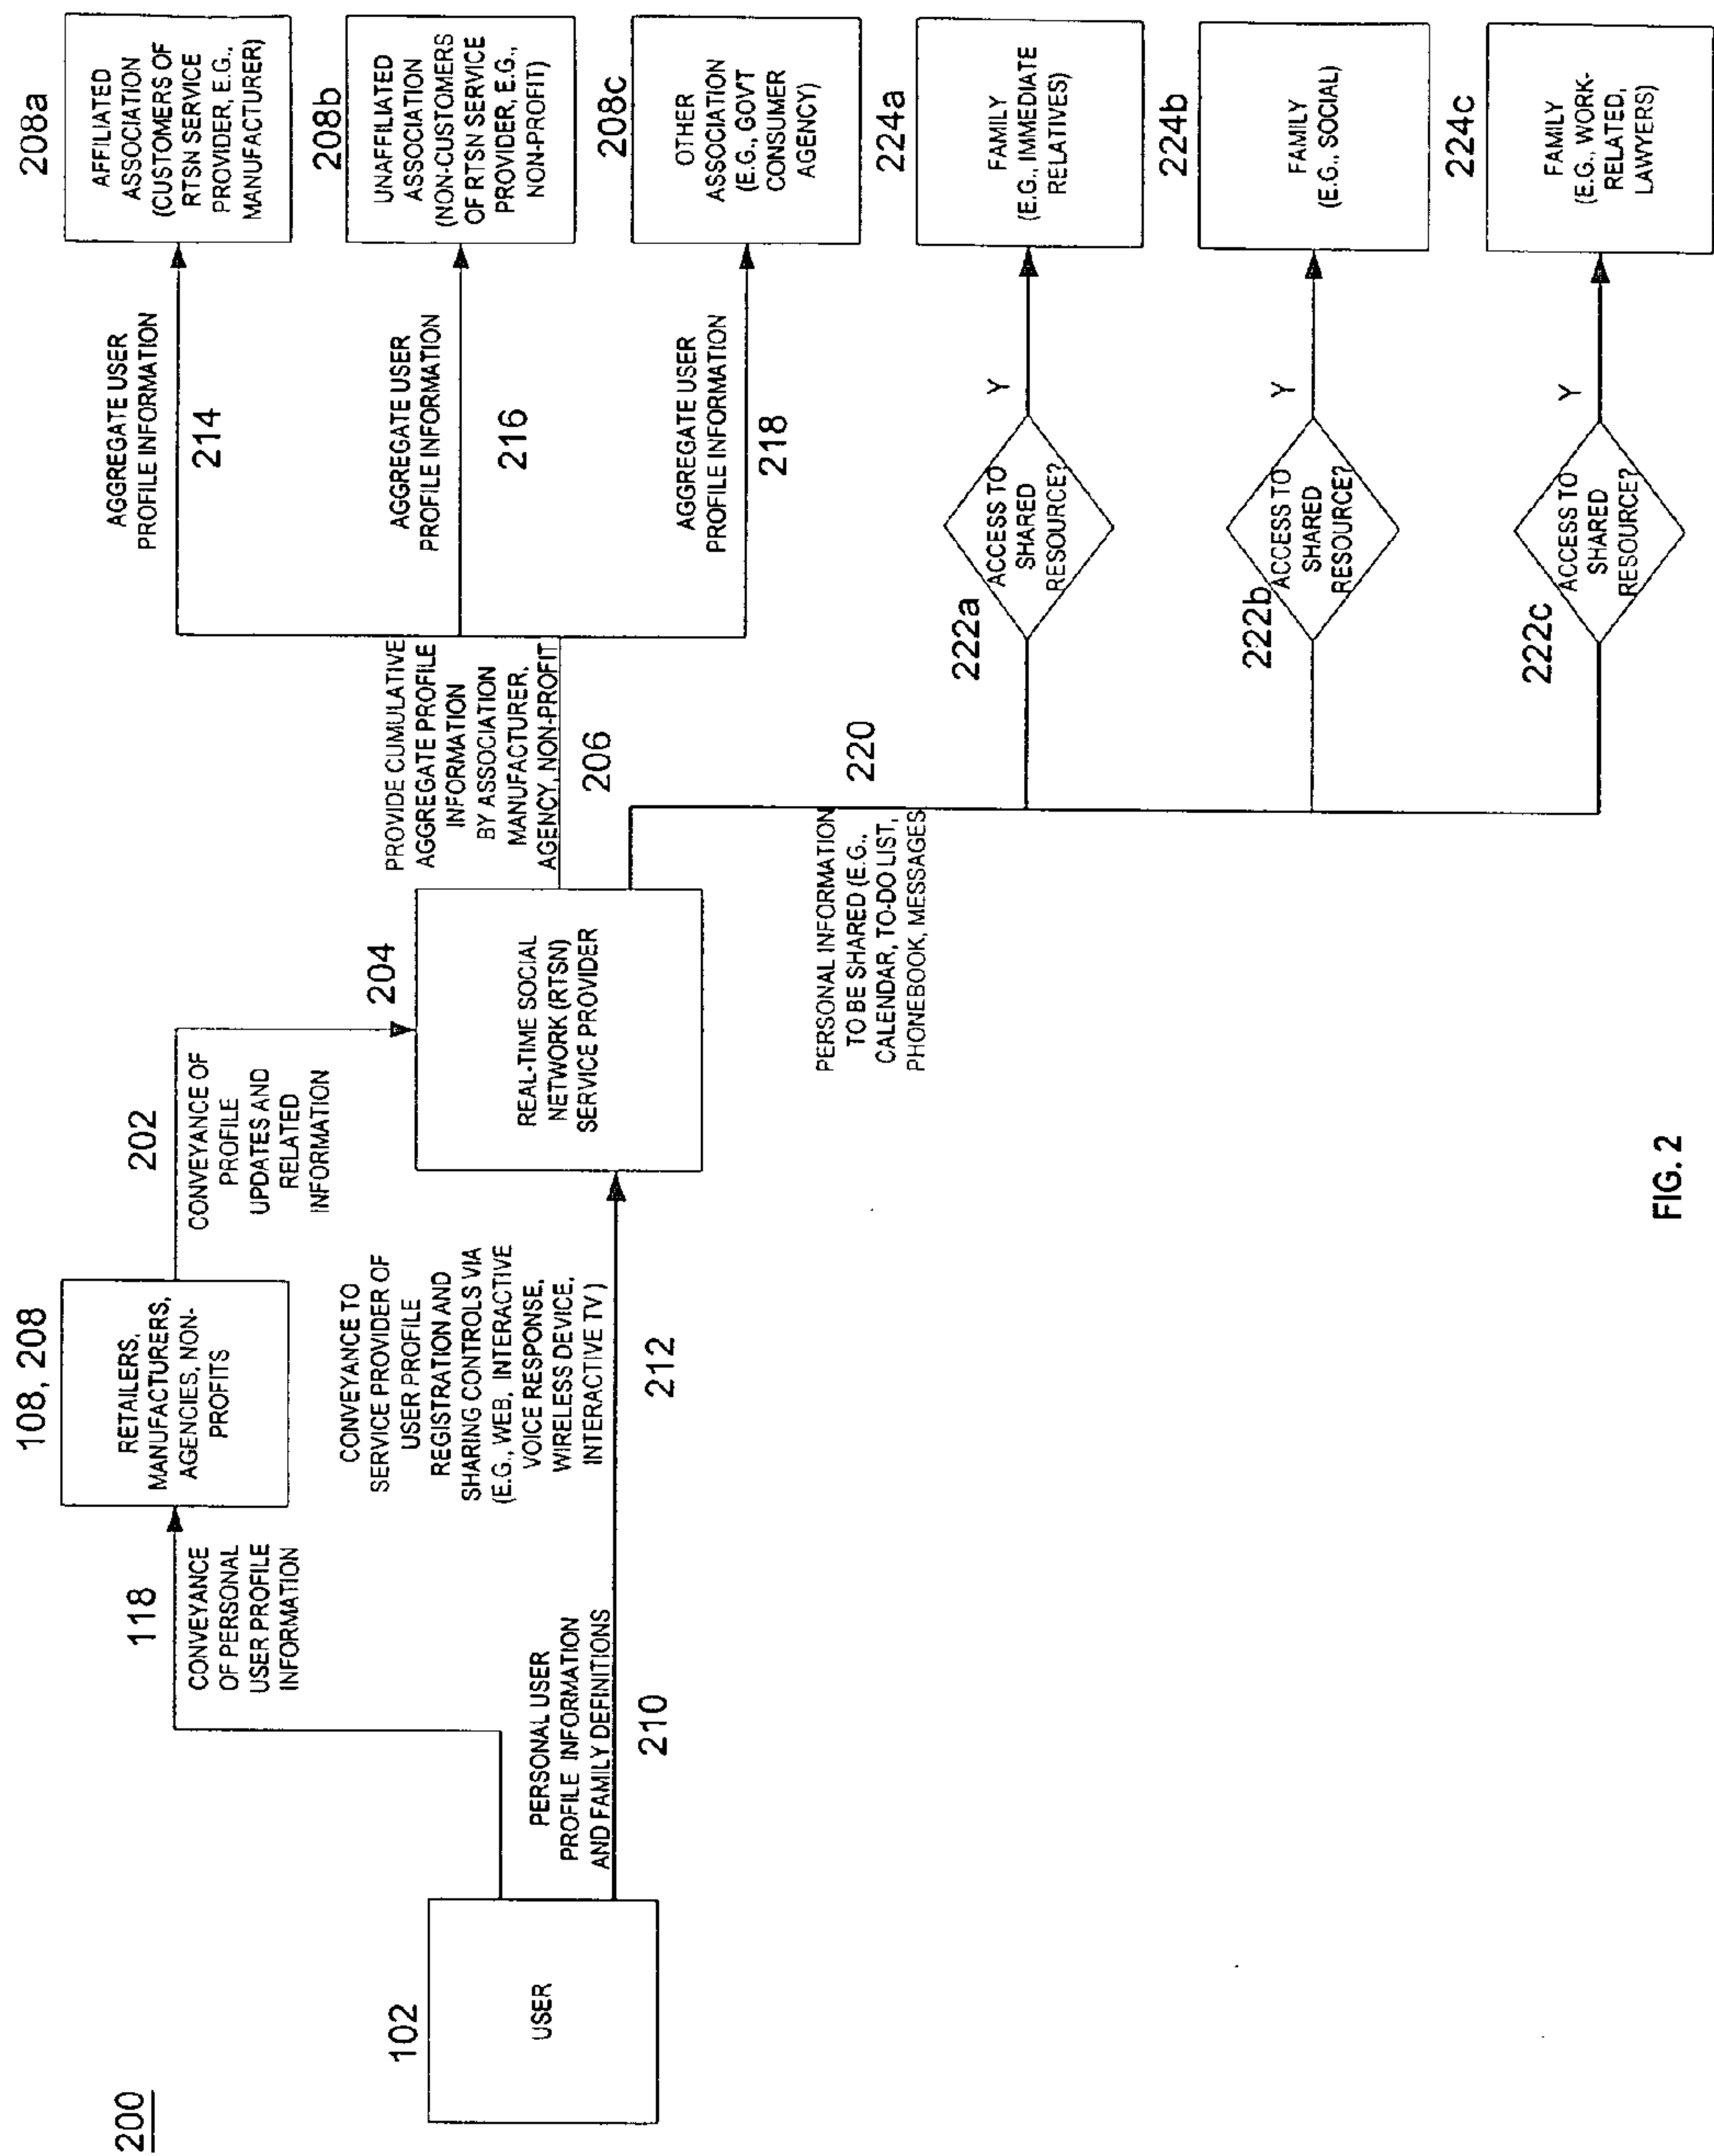 200
102
USER
118
CONVEYANCE
OF PERSONAL
USER PROFILE
INFORMATION
PERSONAL USER
PROFILE INFORMATION
AND FAMILY DEFINITIONS
210
108, 208
RETAILERS,
MANUFACTURERS,
AGENCIES, NON-
PROFITS
CONVEYANCE TO
SERVICE PROVIDER OF
USER PROFILE
REGISTRATION AND
SHARING CONTROLS VIA
(E.G., WEB, INTERACTIVE
VOICE RESPONSE,
WIRELESS DEVICE,
INTERACTIVE TV )
212
202
CONVEYANCE OF
PROFILE
UPDATES AND
RELATED
INFORMATION
204
REAL-TIME SOCIAL
NETWORK (RTSN)
SERVICE PROVIDER
PROVIDE CUMULATIVE
AGGREGATE PROFILE
INFORMATION
BY ASSOCIATION
MANUFACTURER,
AGENCY, NON-PROFIT
206
PERSONAL INFORMATION
TO BE SHARED (E.G.,
CALENDAR, TO-DO LIST,
PHONEBOOK, MESSAGES
220
AGGREGATE USER
PROFILE INFORMATION
214
AGGREGATE USER
PROFILE INFORMATION
216
AGGREGATE USER
PROFILE INFORMATION
218
222a
ACCESS TO
SHARED
RESOURCE?
Y
222b
ACCESS TO
SHARED
RESOURCE?
Y
222c
ACCESS TO
SHARED
RESOURCE?
Y
208a
AFFILIATED
ASSOCIATION
(CUSTOMERS OF
RTSN SERVICE
PROVIDER, E.G.,
MANUFACTURER)
208b
UNAFFILIATED
ASSOCIATION
(NON-CUSTOMERS
OF RTSN SERVICE
PROVIDER, E.G.,
NON-PROFIT)
208c
OTHER
ASSOCIATION
(E.G., GOVT
CONSUMER
AGENCY)
224a
FAMILY
(E.G., IMMEDIATE
RELATIVES)
224b
FAMILY
(E.G., SOCIAL)
224c
FAMILY
(E.G., WORK-
RELATED,
LAWYERS)
FIG. 2